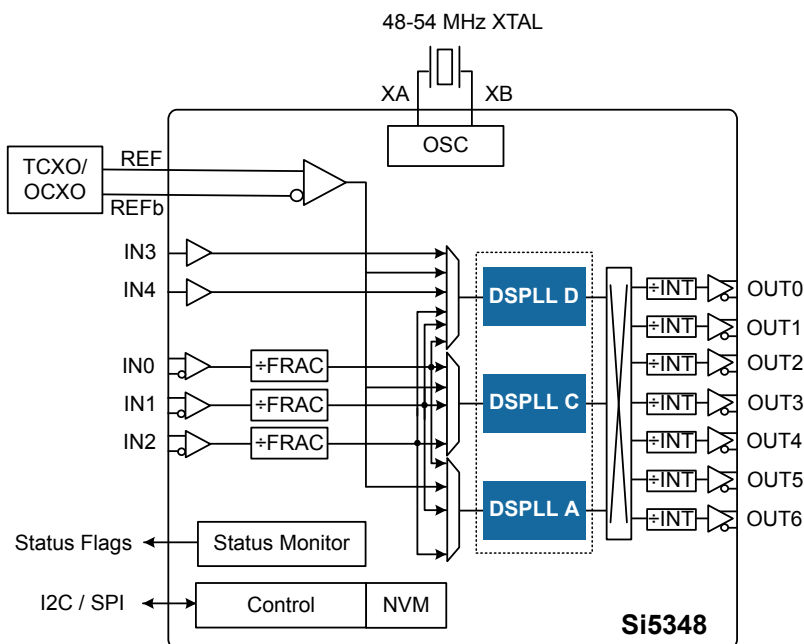 48-54 MHz XTAL
XA
XB
OSC
TCXO/
OCXO
REF
REFb
IN3
IN4
IN0
IN1
IN2
÷FRAC
÷FRAC
÷FRAC
DSPLL D
DSPLL C
DSPLL A
÷INT
÷INT
÷INT
÷INT
÷INT
÷INT
÷INT
OUT0
OUT1
OUT2
OUT3
OUT4
OUT5
OUT6
Status Flags
Status Monitor
I2C / SPI
Control
NVM
Si5348